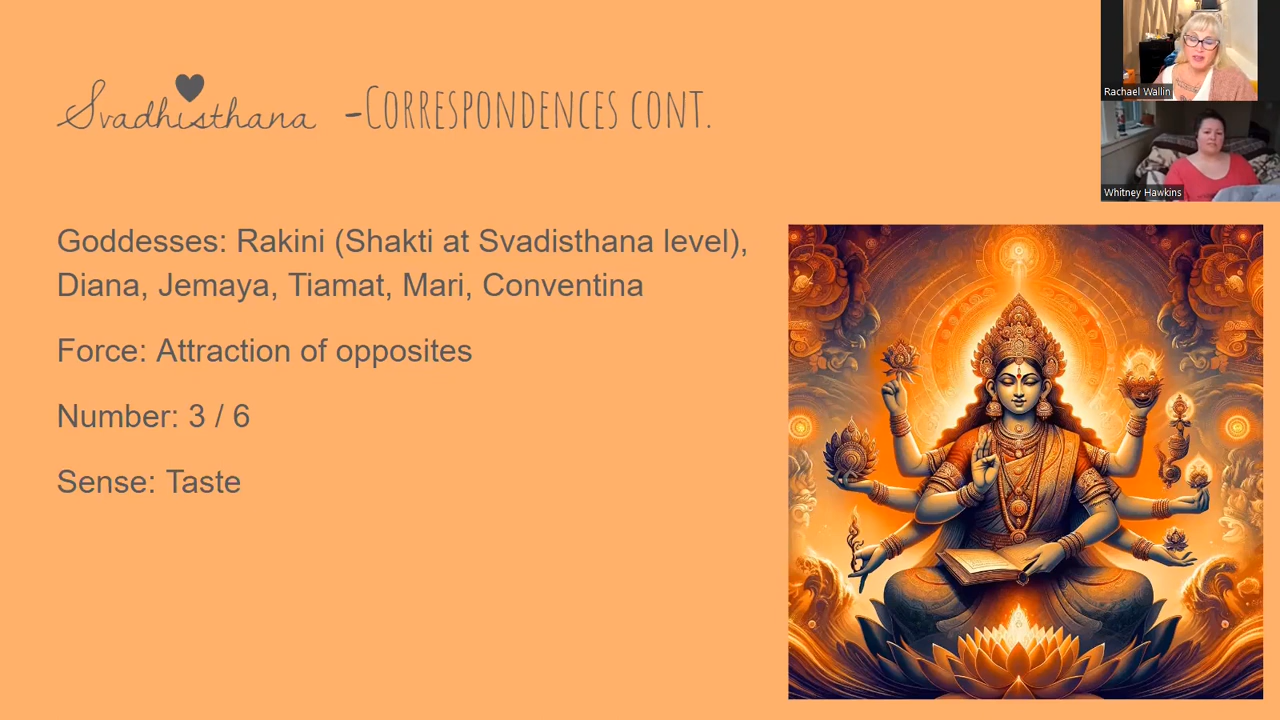 Svadhisthana -Correspondences cont.
Rachael Wallin
Whitney Hawkins
Goddesses: Rakini (Shakti at Svadisthana level),
Diana, Jemaya, Tiamat, Mari, Conventina
Force: Attraction of opposites
Number: 3 / 6
Sense: Taste